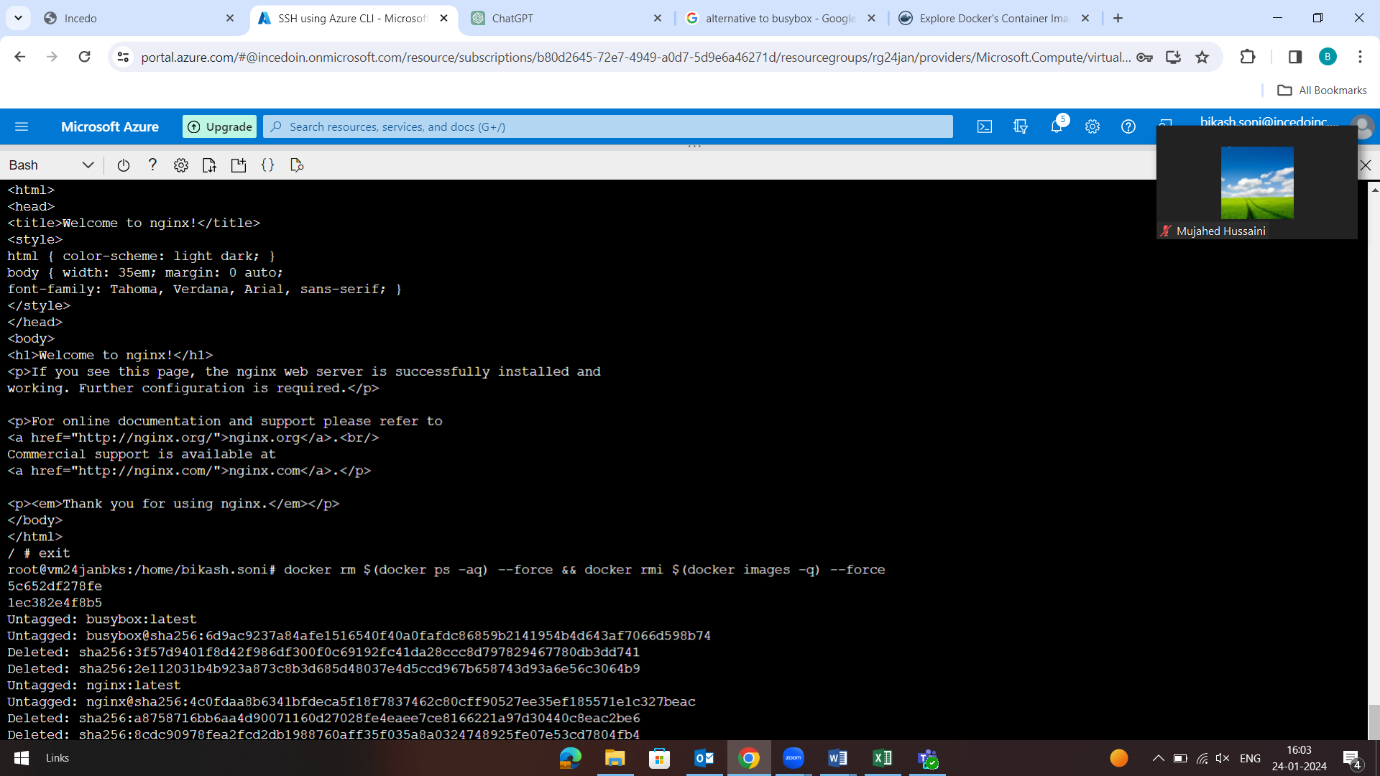 Incedo
SSH using Azure CLI - Microsoft
ChatGPT
alternative to busybox - Google
Explore Docker's Container Ima
portal.azure.com/#@incedoin.onmicrosoft.com/resource/subscriptions/b80d2645-72e7-4949-a0d7-5d9e6a46271d/resourcegroups/rg24jan/providers/Microsoft.Compute/virtual...
B
All Bookmarks
Microsoft Azure
Upgrade
Search resources, services, and docs (G+/)
5
bikash.soni@incedoinc....
Bash
Mujahed Hussaini
<html>
<head>
<title>Welcome to nginx!</title>
<style>
html { color-scheme: light dark; }
body { width: 35em; margin: 0 auto;
font-family: Tahoma, Verdana, Arial, sans-serif; }
</style>
</head>
<body>
<h1>Welcome to nginx!</h1>
<p>If you see this page, the nginx web server is successfully installed and
working. Further configuration is required.</p>
<p>For online documentation and support please refer to
<a href="http://nginx.org/">nginx.org</a>.<br/>
Commercial support is available at
<a href="http://nginx.com/">nginx.com</a>.</p>
<p><em>Thank you for using nginx.</em></p>
</body>
</html>
/ # exit
root@vm24janbks:/home/bikash.soni# docker rm $(docker ps -aq) --force && docker rmi $(docker images -q) --force
5c652df278fe
1ec382e4f8b5
Untagged: busybox:latest
Untagged: busybox@sha256:6d9ac9237a84afe1516540f40a0fafdc86859b2141954b4d643af7066d598b74
Deleted: sha256:3f57d9401f8d42f986df300f0c69192fc41da28ccc8d797829467780db3dd741
Deleted: sha256:2e112031b4b923a873c8b3d685d48037e4d5ccd967b658743d93a6e56c3064b9
Untagged: nginx:latest
Untagged: nginx@sha256:4c0fdaa8b6341bfdeca5f18f7837462c80cff90527ee35ef185571e1c327beac
Deleted: sha256:a8758716bb6aa4d90071160d27028fe4eaee7ce8166221a97d30440c8eac2be6
Deleted: sha256:8cdc90978fea2fcd2db1988760aff35f035a8a0324748925fe07e53cd7804fb4
Links
zoom
ENG
16:03
24-01-2024
4